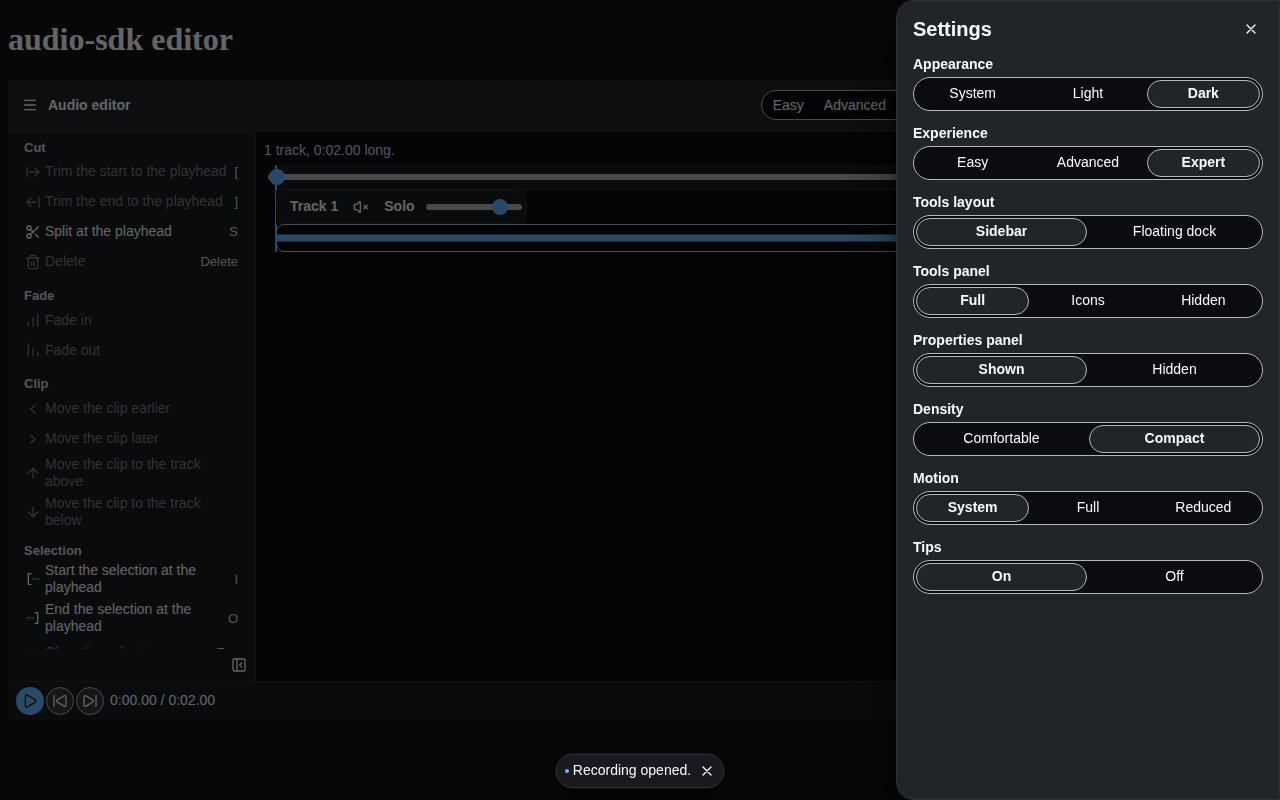 audio-sdk editor
Audio editor
Easy Advanced
Cut
Trim the start to the playhead [
Trim the end to the playhead ]
Split at the playhead S
Delete Delete
Fade
Fade in
Fade out
Clip
Move the clip earlier
Move the clip later
Move the clip to the track
above
Move the clip to the track
below
Selection
Start the selection at the
playhead I
End the selection at the
playhead O
1 track, 0:02.00 long.
Track 1 Solo
0:00.00 / 0:02.00
Recording opened.
Settings
Appearance
System Light Dark
Experience
Easy Advanced Expert
Tools layout
Sidebar Floating dock
Tools panel
Full Icons Hidden
Properties panel
Shown Hidden
Density
Comfortable Compact
Motion
System Full Reduced
Tips
On Off